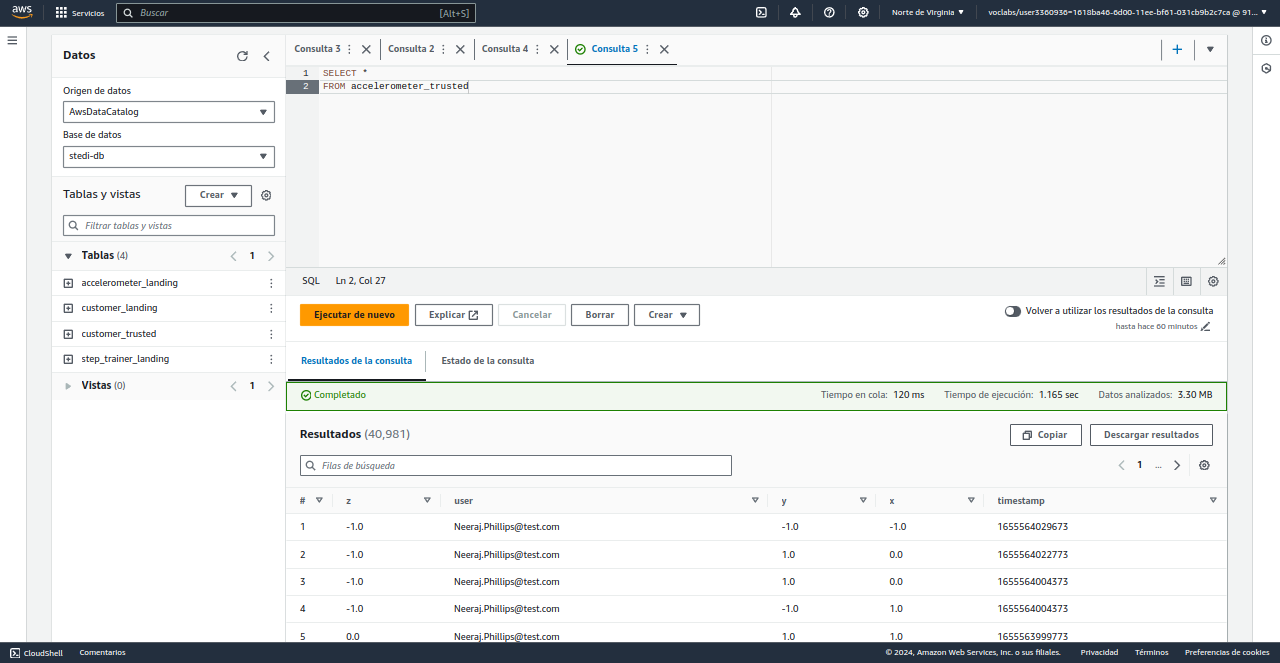 aws
Servicios
Buscar
[Alt+S]
Norte de Virginia
voclabs/user3360936=1618ba46-6d00-11ee-bf61-031cb9b2c7ca @ 91...
Datos
Origen de datos
AwsDataCatalog
Base de datos
stedi-db
Tablas y vistas
Crear
Filtrar tablas y vistas
Tablas (4)
1
accelerometer_landing
customer_landing
customer_trusted
step_trainer_landing
Vistas (0)
1
Consulta 3
Consulta 2
Consulta 4
Consulta 5
1 SELECT *
2 FROM accelerometer_trusted
SQL Ln 2, Col 27
Ejecutar de nuevo
Explicar
Cancelar
Borrar
Crear
Volver a utilizar los resultados de la consulta
hasta hace 60 minutos
Resultados de la consulta
Estado de la consulta
Completado
Tiempo en cola: 120 ms
Tiempo de ejecución: 1.165 sec
Datos analizados: 3.30 MB
Resultados (40,981)
Copiar
Descargar resultados
Filas de búsqueda
1 ...
# z user y x timestamp
1 -1.0 Neeraj.Phillips@test.com -1.0 -1.0 1655564029673
2 -1.0 Neeraj.Phillips@test.com 1.0 0.0 1655564022773
3 -1.0 Neeraj.Phillips@test.com 1.0 0.0 1655564004373
4 -1.0 Neeraj.Phillips@test.com -1.0 1.0 1655564004373
5 0.0 Neeraj.Phillips@test.com 1.0 1.0 1655563999773
CloudShell
Comentarios
© 2024, Amazon Web Services, Inc. o sus filiales.
Privacidad
Términos
Preferencias de cookies